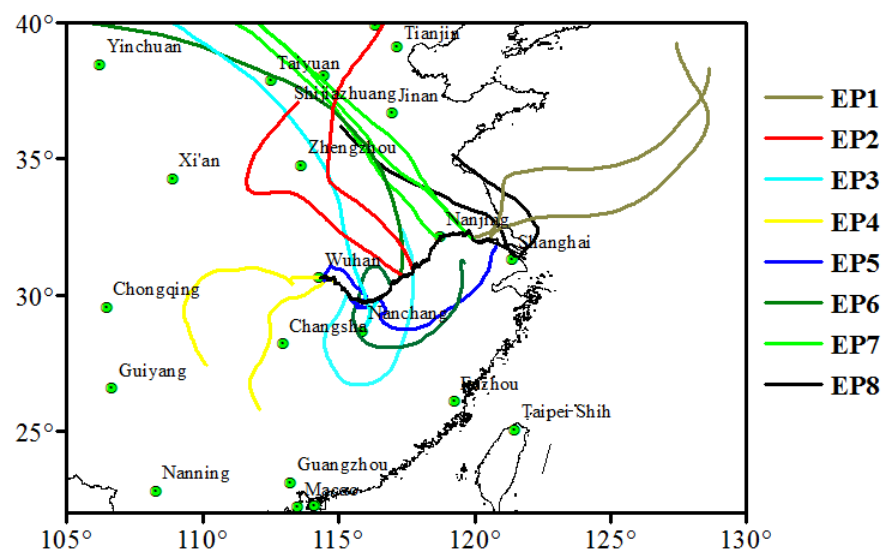 40°
Tianjin
Yinchuan
Taiyuan
Shijiazhuang
Jinan
EP1
EP2
35°
Zhengzhou
Xi'an
EP3
Nanjing
EP4
Shanghai
Wuhan
EP5
30°
Chongqing
Nanchang
EP6
Changsha
EP7
Guiyang
Fuzhou
EP8
Taipei-Shih
25°
Guangzhou
Nanning
Macao
105°
110°
115°
120°
125°
130°